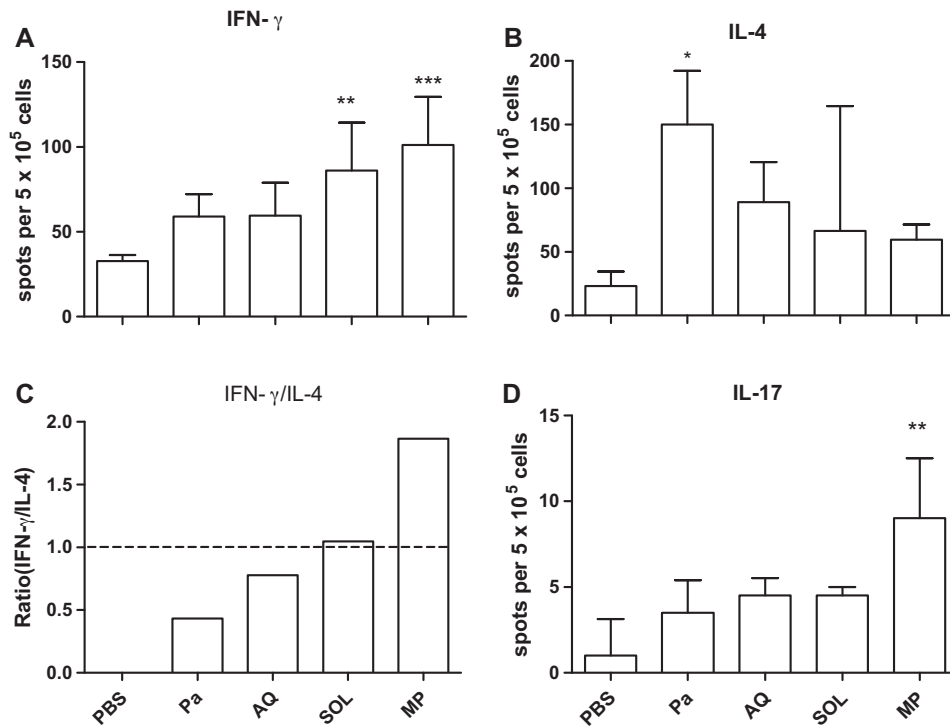 A
IFN- γ
spots per 5 x 10⁵ cells
150
100
50
0
**
***
B
IL-4
spots per 5 x 10⁵ cells
200
150
100
50
0
*
C
IFN- γ/IL-4
Ratio(IFN-γ/IL-4)
2.0
1.5
1.0
0.5
0.0
PBS
Pa
AQ
SOL
MP
D
IL-17
spots per 5 x 10⁵ cells
15
10
5
0
**
PBS
Pa
AQ
SOL
MP